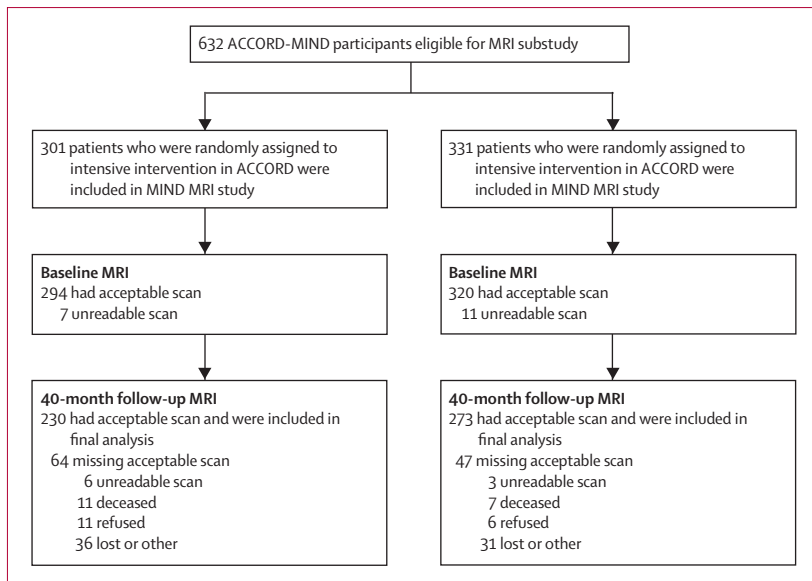 632 ACCORD-MIND participants eligible for MRI substudy
301 patients who were randomly assigned to
intensive intervention in ACCORD were
included in MIND MRI study
331 patients who were randomly assigned to
intensive intervention in ACCORD were
included in MIND MRI study
Baseline MRI
294 had acceptable scan
7 unreadable scan
Baseline MRI
320 had acceptable scan
11 unreadable scan
40-month follow-up MRI
230 had acceptable scan and were included in
final analysis
64 missing acceptable scan
6 unreadable scan
11 deceased
11 refused
36 lost or other
40-month follow-up MRI
273 had acceptable scan and were included in
final analysis
47 missing acceptable scan
3 unreadable scan
7 deceased
6 refused
31 lost or other